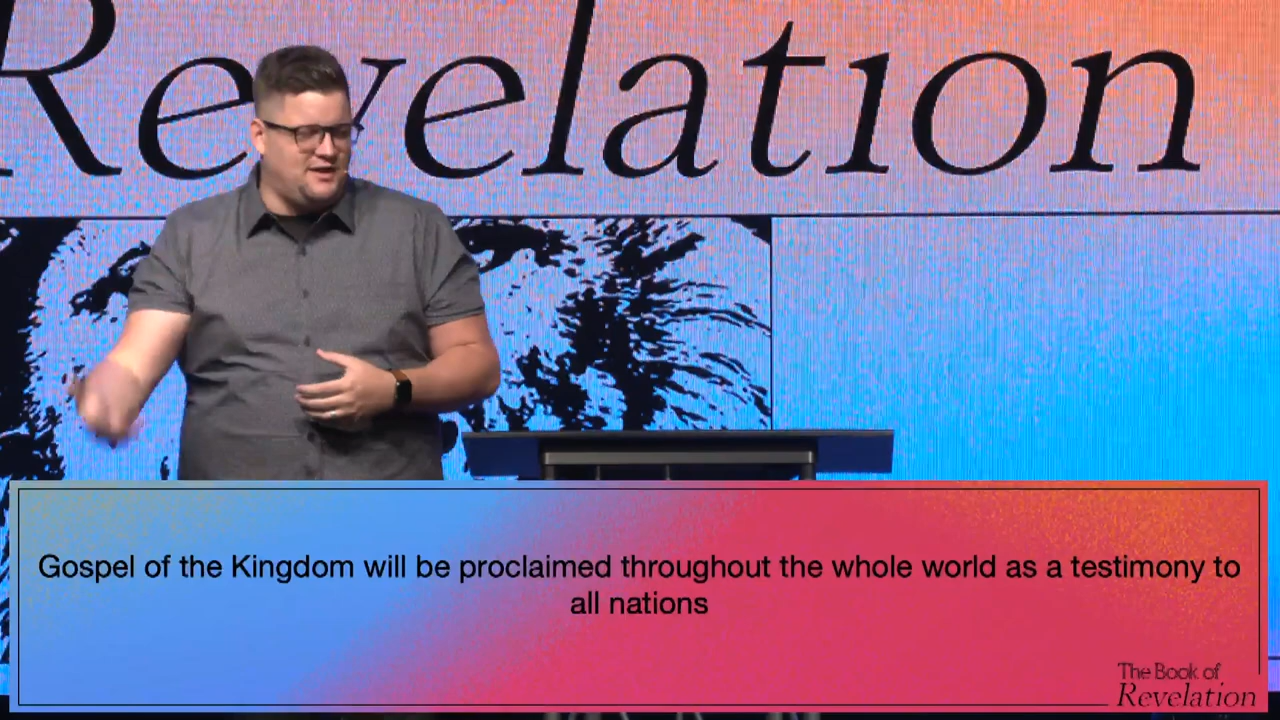 Revelation
Gospel of the Kingdom will be proclaimed throughout the whole world as a testimony to
all nations
The Book of
Revelation